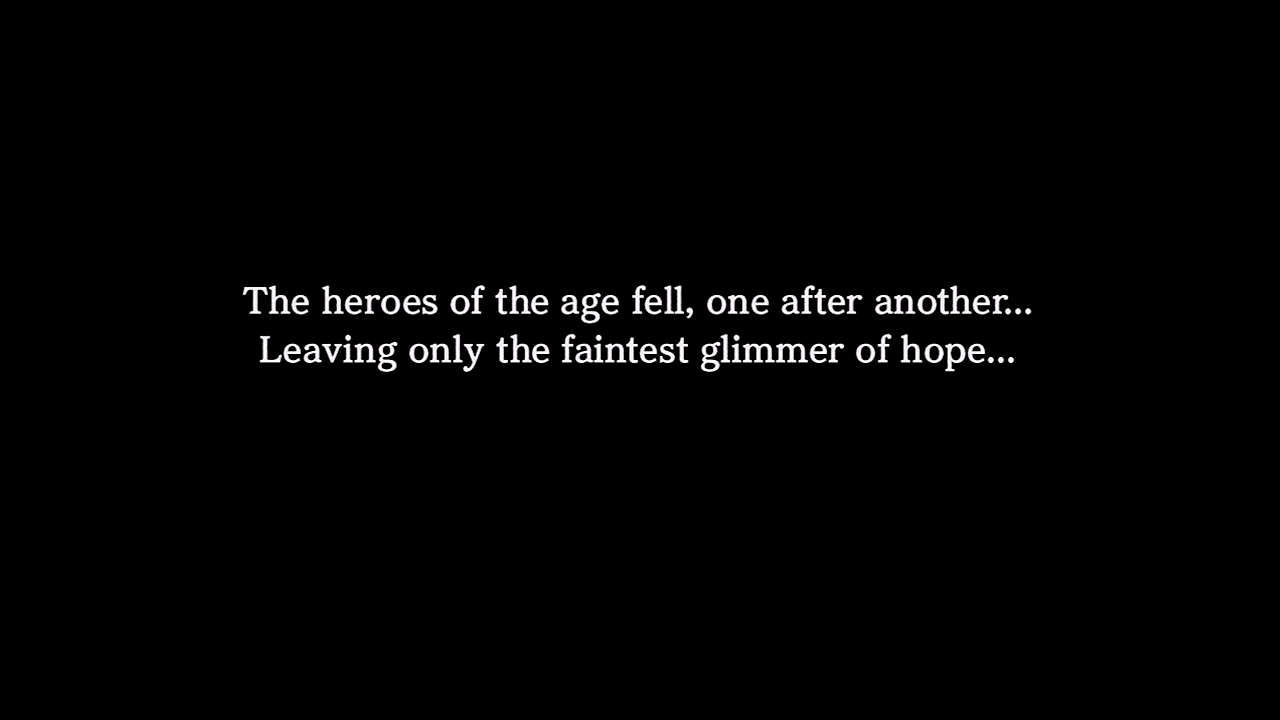 The heroes of the age fell, one after another...
Leaving only the faintest glimmer of hope...